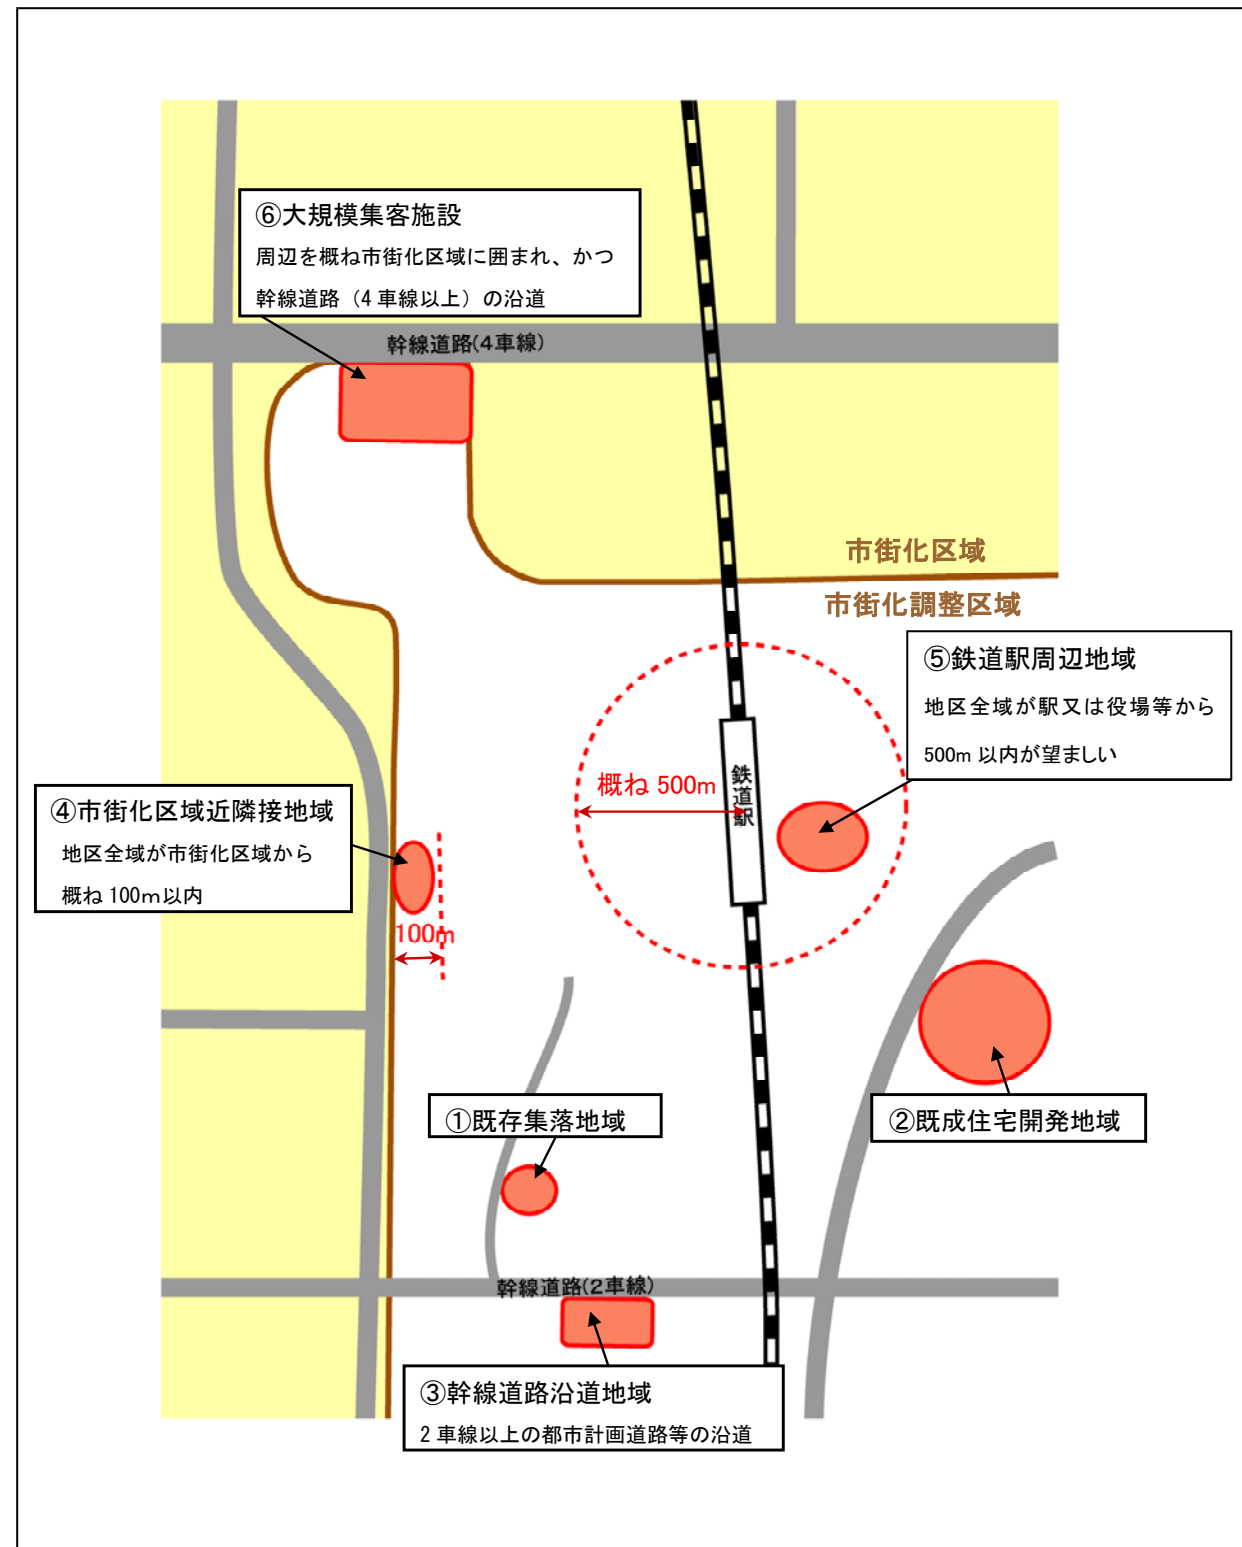 ⑥大規模集客施設
周辺を概ね市街化区域に囲まれ、かつ
幹線道路（4 車線以上）の沿道
幹線道路(4車線)
市街化区域
市街化調整区域
⑤鉄道駅周辺地域
地区全域が駅又は役場等から
500m 以内が望ましい
概ね 500m
鉄道駅
④市街化区域近隣接地域
地区全域が市街化区域から
概ね 100m以内
100m
①既存集落地域
②既成住宅開発地域
幹線道路(2車線)
③幹線道路沿道地域
2 車線以上の都市計画道路等の沿道